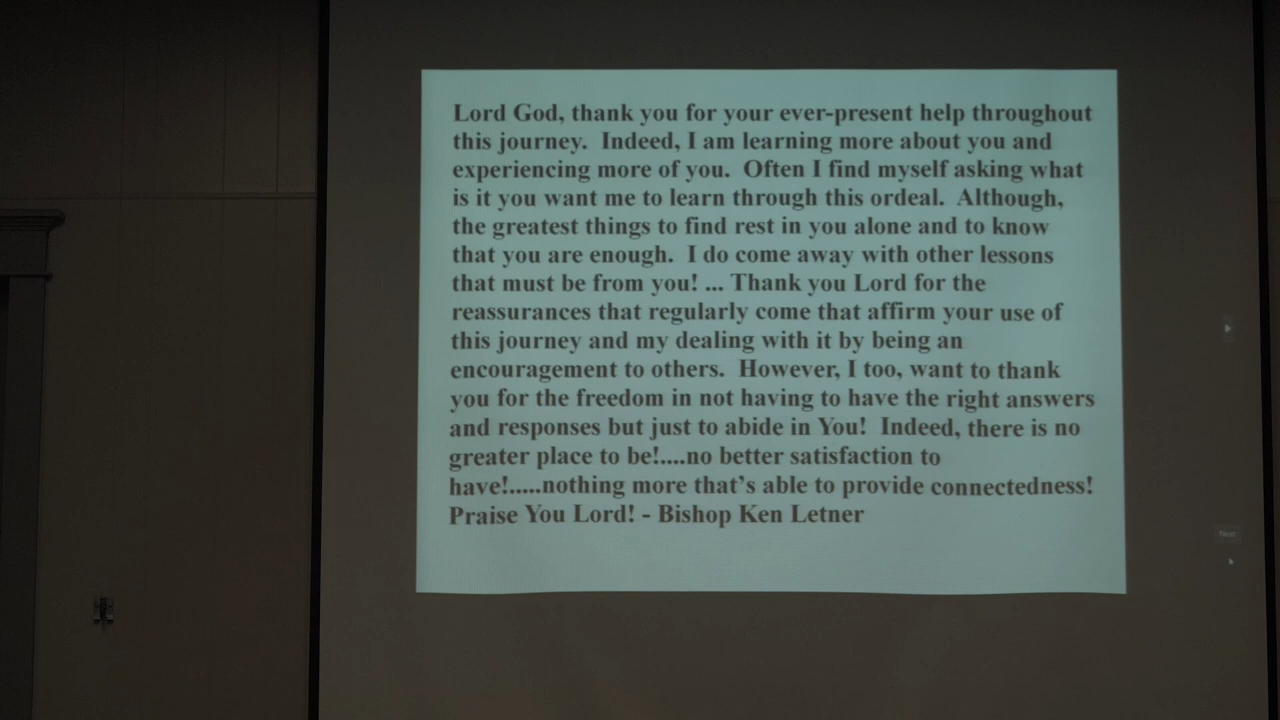 Lord God, thank you for your ever-present help throughout
this journey.  Indeed, I am learning more about you and
experiencing more of you.  Often I find myself asking what
is it you want me to learn through this ordeal.  Although,
the greatest things to find rest in you alone and to know
that you are enough.  I do come away with other lessons
that must be from you! ... Thank you Lord for the
reassurances that regularly come that affirm your use of
this journey and my dealing with it by being an
encouragement to others.  However, I too, want to thank
you for the freedom in not having to have the right answers
and responses but just to abide in You!  Indeed, there is no
greater place to be!....no better satisfaction to
have!.....nothing more that’s able to provide connectedness!
Praise You Lord! - Bishop Ken Letner
Next